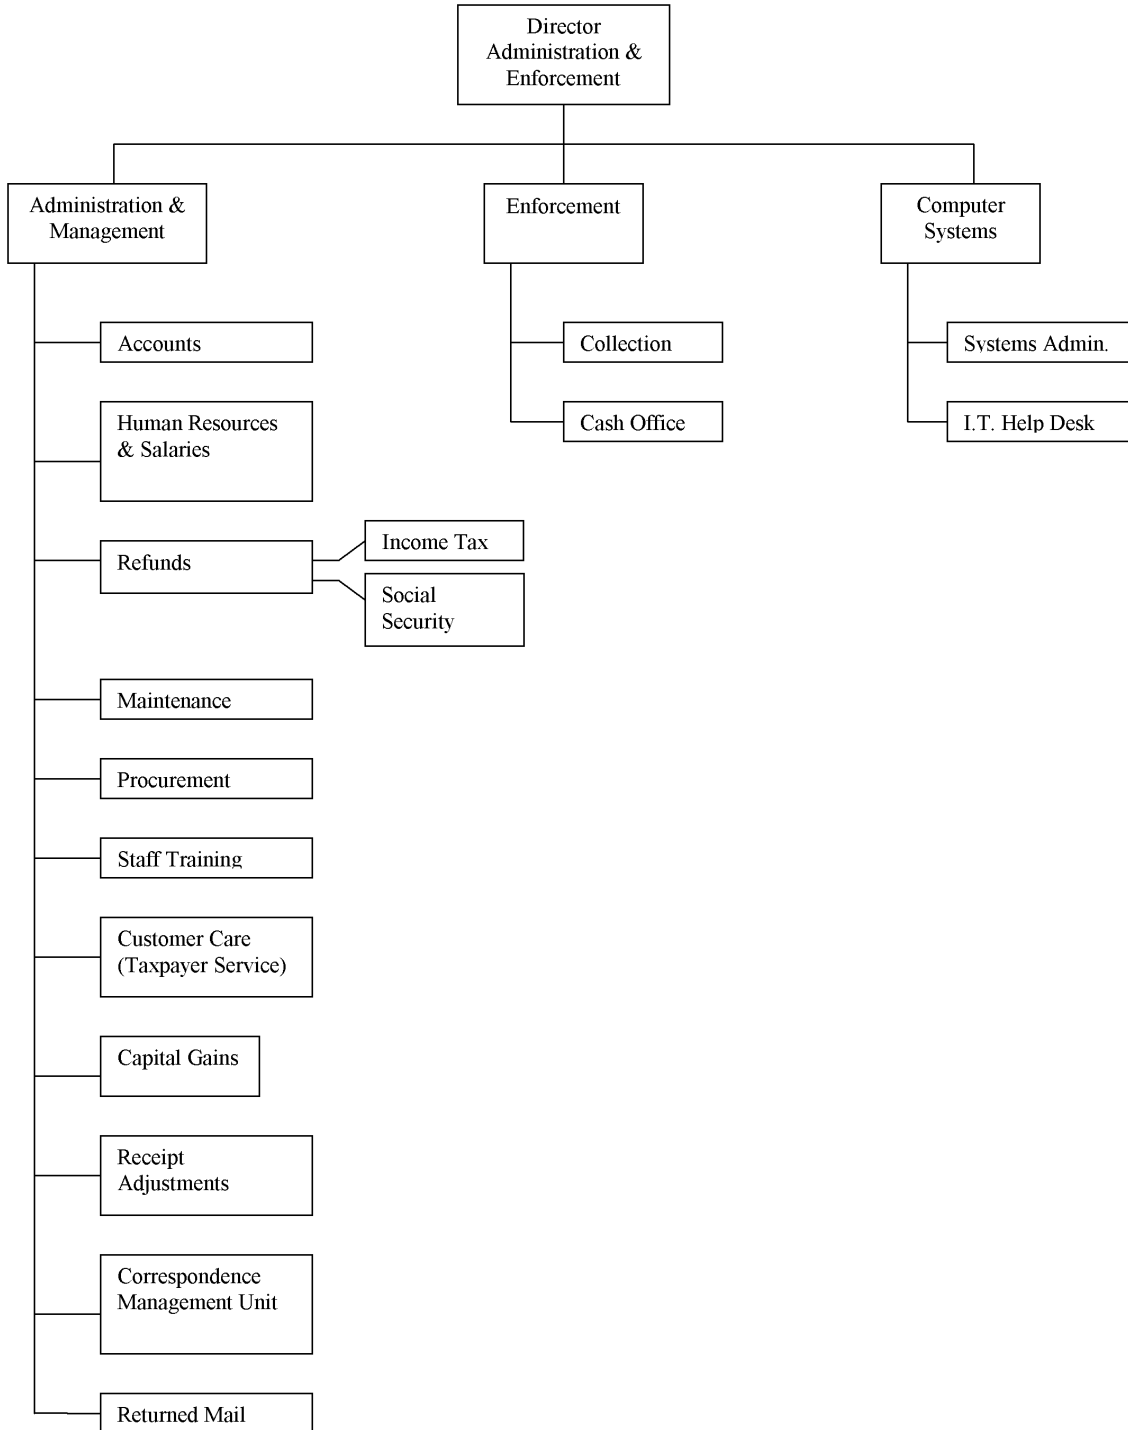 Director
Administration &
Enforcement
Administration &
Management
Enforcement
Computer
Systems
Accounts
Collection
Systems Admin.
Human Resources
& Salaries
Cash Office
I.T. Help Desk
Refunds
Income Tax
Social
Security
Maintenance
Procurement
Staff Training
Customer Care
(Taxpayer Service)
Capital Gains
Receipt
Adjustments
Correspondence
Management Unit
Returned Mail